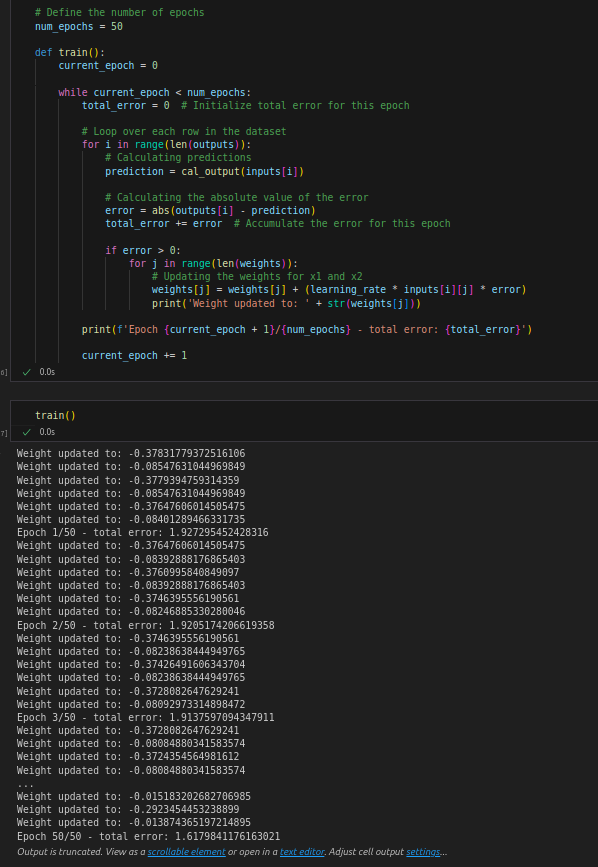 # Define the number of epochs
num_epochs = 50
def train():
current_epoch = 0
while current_epoch < num_epochs:
total_error = 0  # Initialize total error for this epoch
# Loop over each row in the dataset
for i in range(len(outputs)):
# Calculating predictions
prediction = cal_output(inputs[i])
# Calculating the absolute value of the error
error = abs(outputs[i] - prediction)
total_error += error  # Accumulate the error for this epoch
if error > 0:
for j in range(len(weights)):
# Updating the weights for x1 and x2
weights[j] = weights[j] + (learning_rate * inputs[i][j] * error)
print('Weight updated to: ' + str(weights[j]))
print(f'Epoch {current_epoch + 1}/{num_epochs} - total error: {total_error}')
current_epoch += 1
6]
0.0s
train()
7]
0.0s
Weight updated to: -0.37831779372516106
Weight updated to: -0.08547631044969849
Weight updated to: -0.3779394759314359
Weight updated to: -0.08547631044969849
Weight updated to: -0.37647606014505475
Weight updated to: -0.08401289466331735
Epoch 1/50 - total error: 1.927295452428316
Weight updated to: -0.37647606014505475
Weight updated to: -0.08392888176865403
Weight updated to: -0.3760995840849097
Weight updated to: -0.08392888176865403
Weight updated to: -0.3746395556190561
Weight updated to: -0.08246885330280046
Epoch 2/50 - total error: 1.9205174206619358
Weight updated to: -0.3746395556190561
Weight updated to: -0.08238638444949765
Weight updated to: -0.37426491606343704
Weight updated to: -0.08238638444949765
Weight updated to: -0.3728082647629241
Weight updated to: -0.08092973314898472
Epoch 3/50 - total error: 1.9137597094347911
Weight updated to: -0.3728082647629241
Weight updated to: -0.08084880341583574
Weight updated to: -0.3724354564981612
Weight updated to: -0.08084880341583574
...
Weight updated to: -0.015183202682706985
Weight updated to: -0.2923454453238899
Weight updated to: -0.013874365197214895
Epoch 50/50 - total error: 1.6179841176163021
Output is truncated. View as a scrollable element or open in a text editor. Adjust cell output settings...